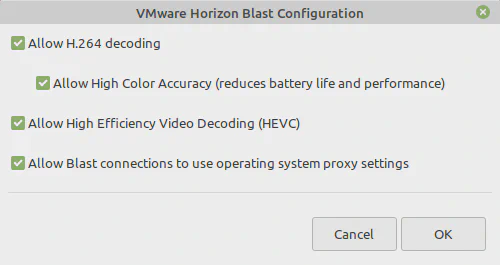 VMware Horizon Blast Configuration
Allow H.264 decoding
Allow High Color Accuracy (reduces battery life and performance)
Allow High Efficiency Video Decoding (HEVC)
Allow Blast connections to use operating system proxy settings
Cancel OK